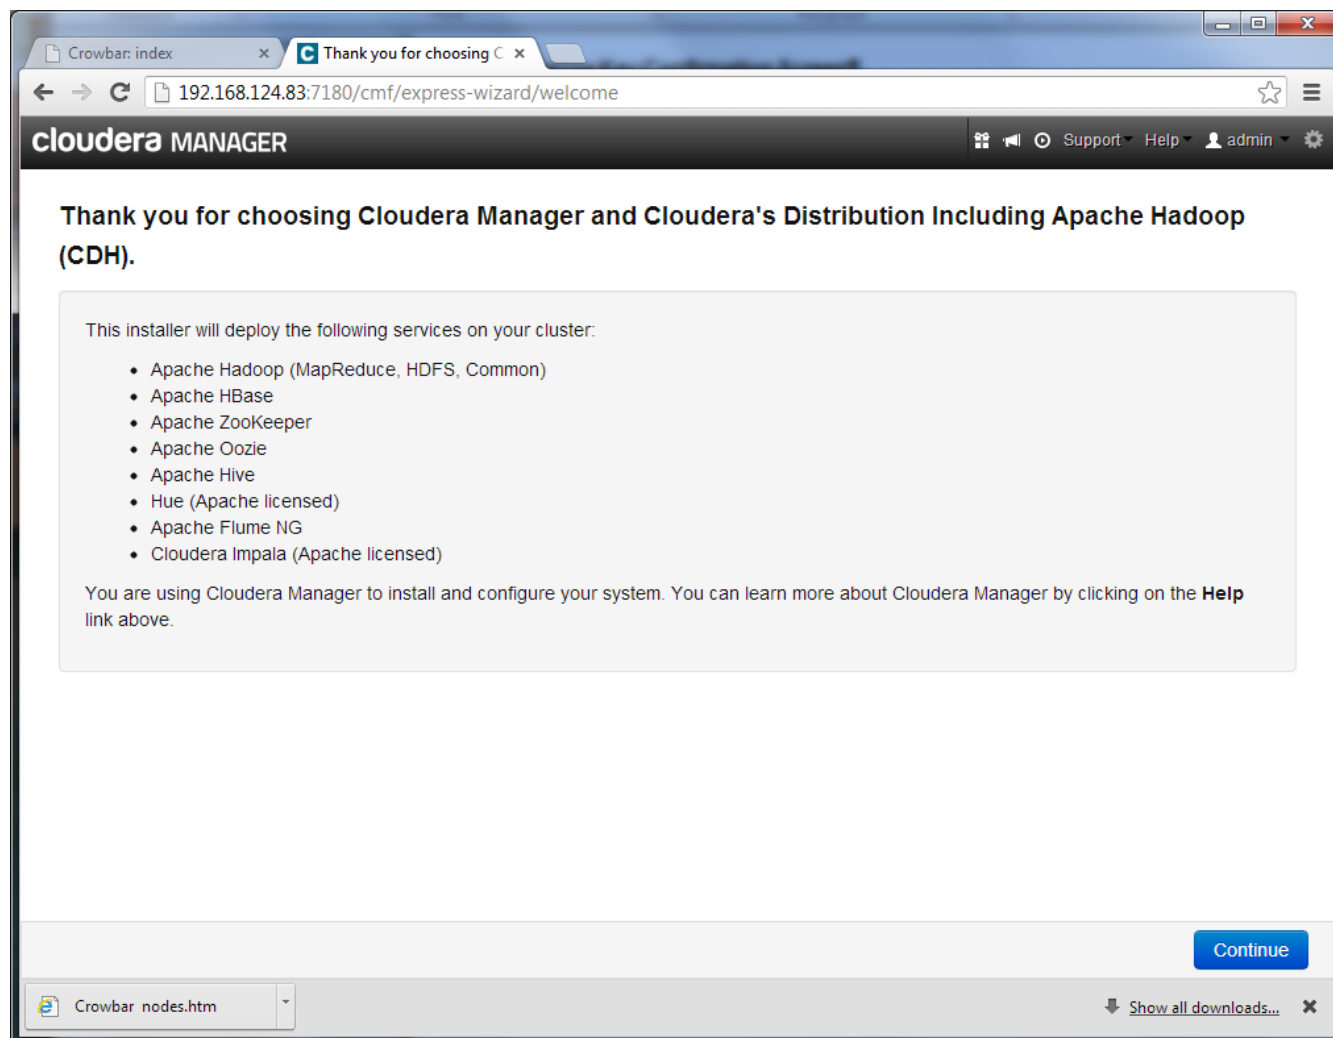 Crowbar: index
Thank you for choosing C
192.168.124.83:7180/cmf/express-wizard/welcome
cloudera MANAGER
Support Help admin
Thank you for choosing Cloudera Manager and Cloudera's Distribution Including Apache Hadoop
(CDH).
This installer will deploy the following services on your cluster:
• Apache Hadoop (MapReduce, HDFS, Common)
• Apache HBase
• Apache ZooKeeper
• Apache Oozie
• Apache Hive
• Hue (Apache licensed)
• Apache Flume NG
• Cloudera Impala (Apache licensed)
You are using Cloudera Manager to install and configure your system. You can learn more about Cloudera Manager by clicking on the Help
link above.
Continue
Crowbar nodes.htm
Show all downloads...